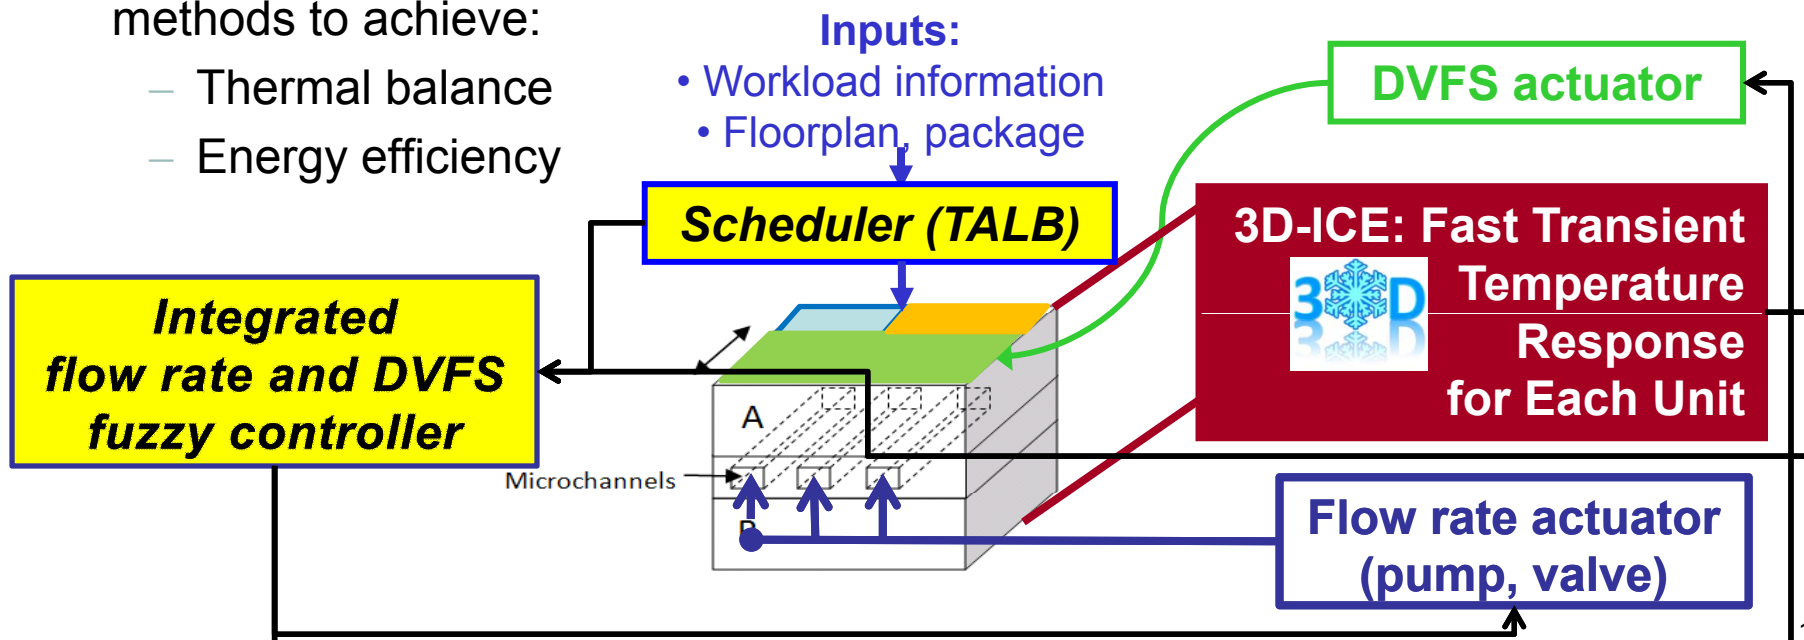 methods to achieve:
– Thermal balance
– Energy efficiency
Inputs:
• Workload information
• Floorplan, package
DVFS actuator
Scheduler (TALB)
3D-ICE: Fast Transient
Temperature
Response
for Each Unit
3D
Integrated
flow rate and DVFS
fuzzy controller
A
Microchannels
B
Flow rate actuator
(pump, valve)